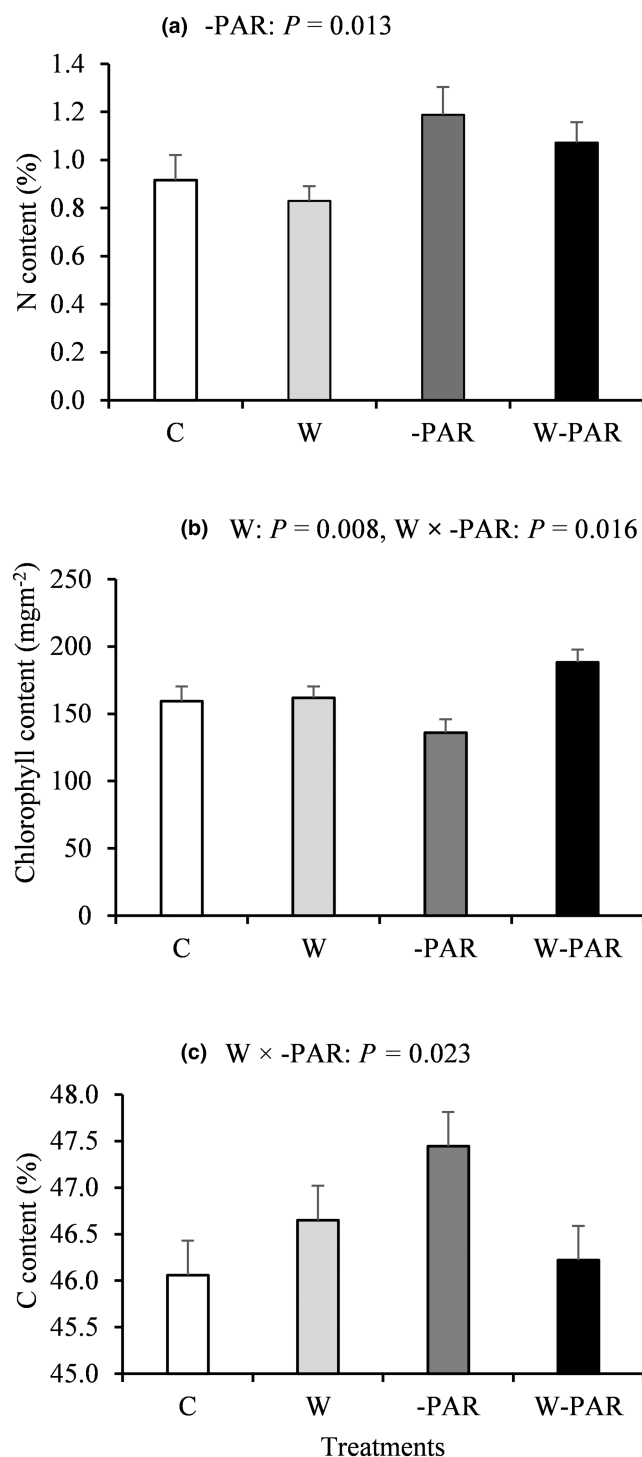 (a) -PAR: P = 0.013
1.4
1.2
1.0
0.8
0.6
0.4
0.2
0.0
N content (%)
C W -PAR W-PAR
(b) W: P = 0.008, W × -PAR: P = 0.016
250
200
150
100
50
0
Chlorophyll content (mgm⁻²)
C W -PAR W-PAR
(c) W × -PAR: P = 0.023
48.0
47.5
47.0
46.5
46.0
45.5
45.0
C content (%)
C W -PAR W-PAR
Treatments